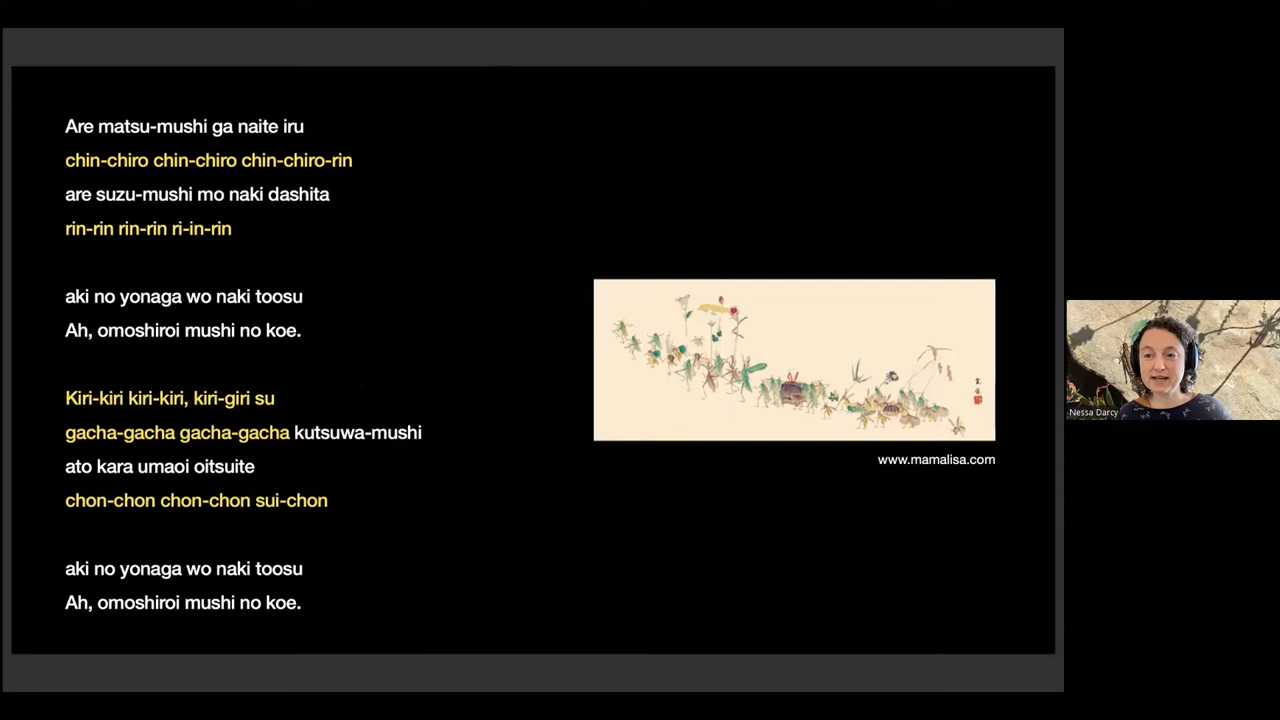 Are matsu-mushi ga naite iru
chin-chiro chin-chiro chin-chiro-rin
are suzu-mushi mo naki dashita
rin-rin rin-rin ri-in-rin
aki no yonaga wo naki toosu
Ah, omoshiroi mushi no koe.
Kiri-kiri kiri-kiri, kiri-giri su
gacha-gacha gacha-gacha kutsuwa-mushi
ato kara umaoi oitsuite
chon-chon chon-chon sui-chon
aki no yonaga wo naki toosu
Ah, omoshiroi mushi no koe.
www.mamalisa.com
Nessa Darcy